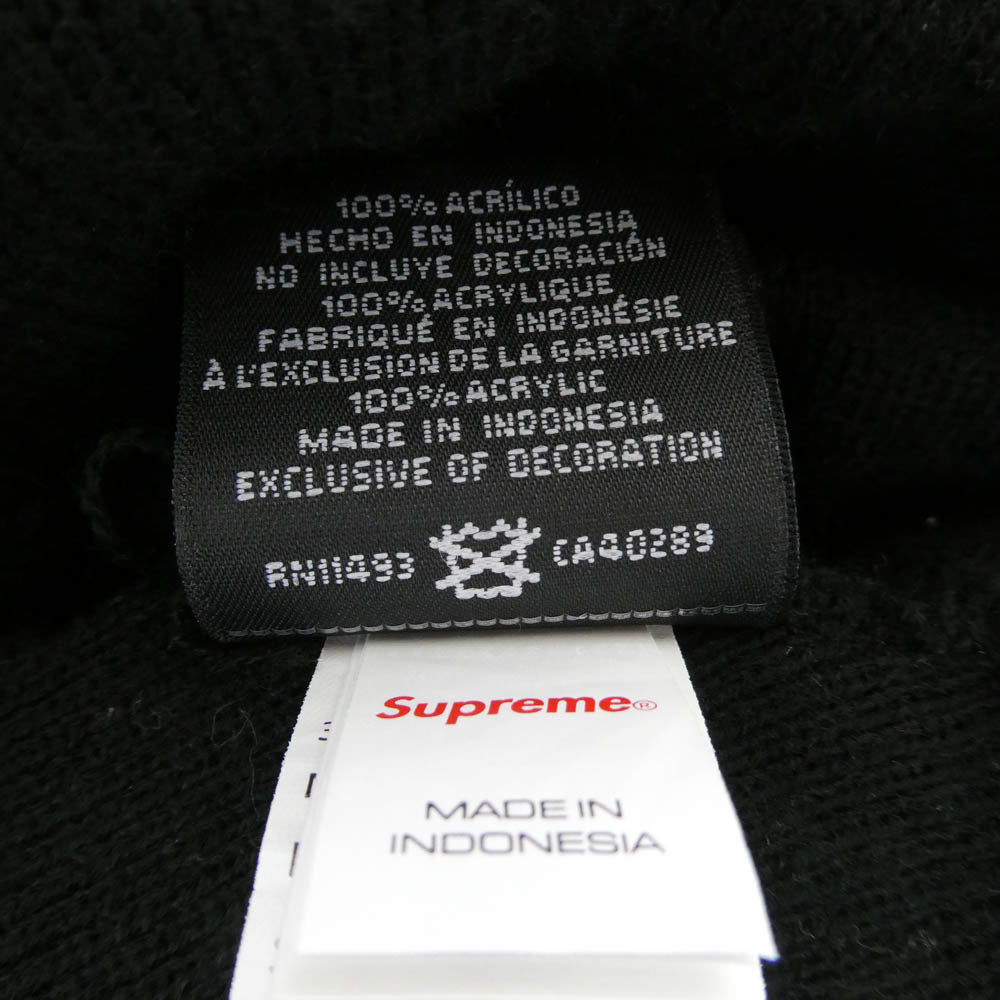 100% ACRÍLICO
HECHO EN INDONESIA
NO INCLUYE DECORACIÓN
100% ACRYLIQUE
FABRIQUÉ EN INDONÉSIE
À L'EXCLUSION DE LA GARNITURE
100% ACRYLIC
MADE IN INDONESIA
EXCLUSIVE OF DECORATION
RN11493 CA40289
Supreme®
MADE IN
INDONESIA